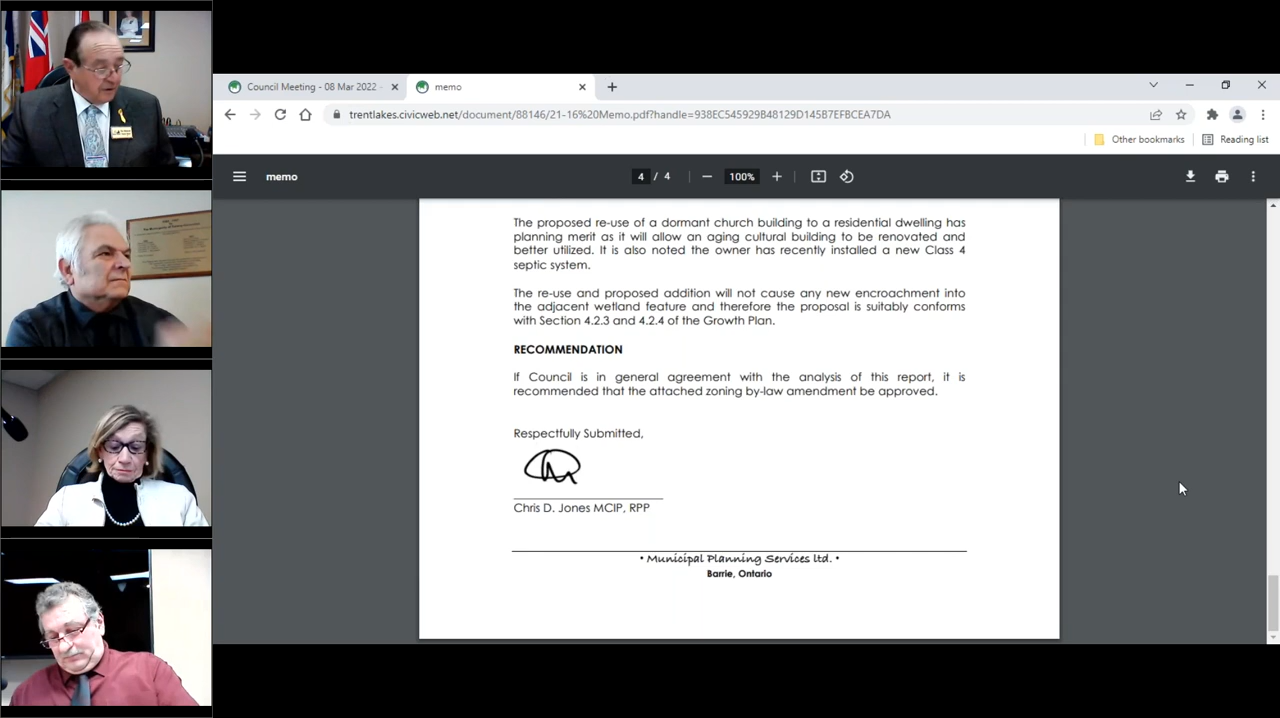 Council Meeting - 08 Mar 2022 -
memo
trentlakes.civicweb.net/document/88146/21-16%20Memo.pdf?handle=938EC545929B48129D145B7EFBCEA7DA
Other bookmarks
Reading list
memo
4 / 4
100%
The proposed re-use of a dormant church building to a residential dwelling has
planning merit as it will allow an aging cultural building to be renovated and
better utilized. It is also noted the owner has recently installed a new Class 4
septic system.
The re-use and proposed addition will not cause any new encroachment into
the adjacent wetland feature and therefore the proposal is suitably conforms
with Section 4.2.3 and 4.2.4 of the Growth Plan.
RECOMMENDATION
If Council is in general agreement with the analysis of this report, it is
recommended that the attached zoning by-law amendment be approved.
Respectfully Submitted,
Chris D. Jones MCIP, RPP
• Municipal Planning Services Ltd. •
Barrie, Ontario